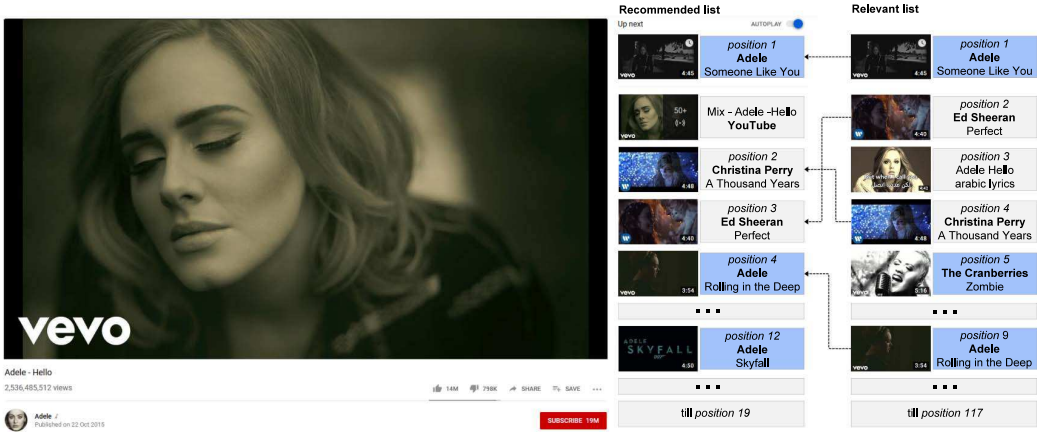 vevo
Adele - Hello
2,536,485,512 views
14M
798K
SHARE
SAVE
Adele
Published on 22 Oct 2015
SUBSCRIBE 19M
Recommended list
Up next
AUTOPLAY
vevo
4:45
position 1
Adele
Someone Like You
50+
vevo
Mix - Adele -Hello
YouTube
4:48
position 2
Christina Perry
A Thousand Years
4:40
position 3
Ed Sheeran
Perfect
vevo
3:54
position 4
Adele
Rolling in the Deep
ADELE
SKYFALL
007
4:50
position 12
Adele
Skyfall
till position 19
Relevant list
vevo
4:45
position 1
Adele
Someone Like You
4:40
position 2
Ed Sheeran
Perfect
position 3
Adele Hello
arabic lyrics
4:48
position 4
Christina Perry
A Thousand Years
vevo
5:16
position 5
The Cranberries
Zombie
vevo
3:54
position 9
Adele
Rolling in the Deep
till position 117